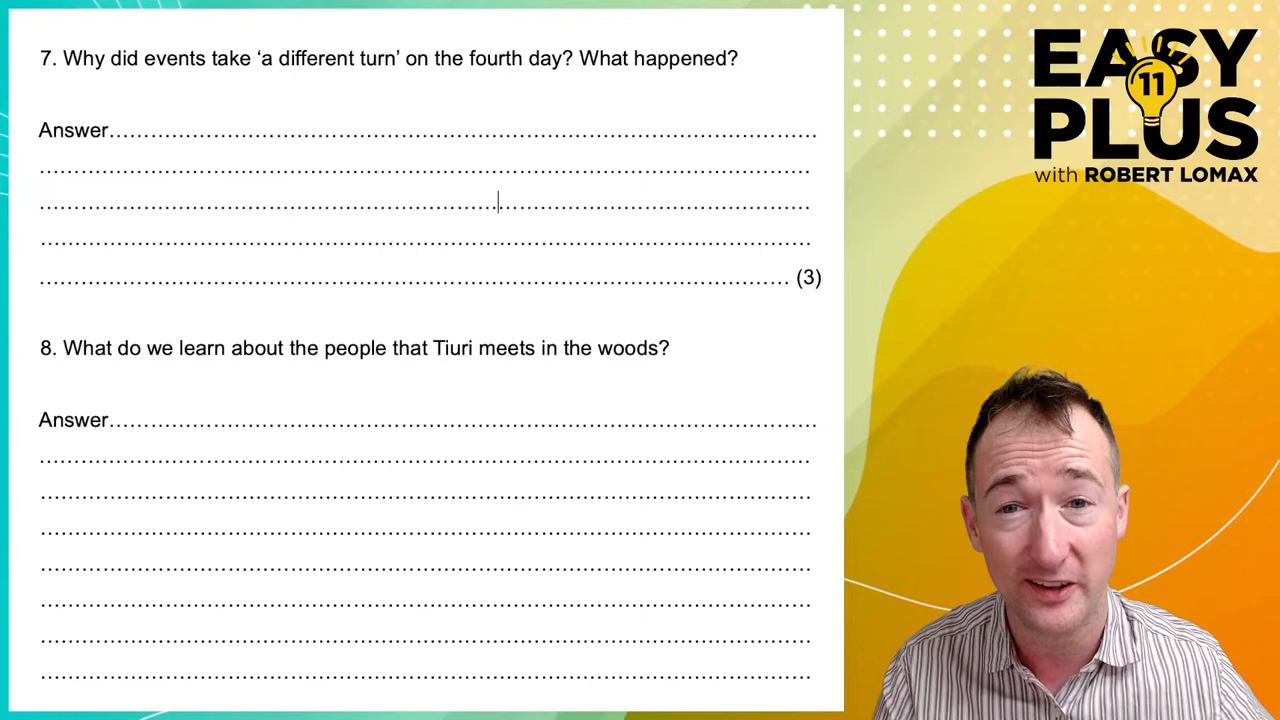 7. Why did events take ‘a different turn’ on the fourth day? What happened?
Answer……………………………………………………………………………………
……………………………………………………………………………………………
……………………………………………………………………………………………
……………………………………………………………………………………………
………………………………………………………………………………………… (3)
8. What do we learn about the people that Tiuri meets in the woods?
Answer……………………………………………………………………………………
……………………………………………………………………………………………
……………………………………………………………………………………………
……………………………………………………………………………………………
……………………………………………………………………………………………
……………………………………………………………………………………………
……………………………………………………………………………………………
……………………………………………………………………………………………
EASY
11
PLUS
with ROBERT LOMAX